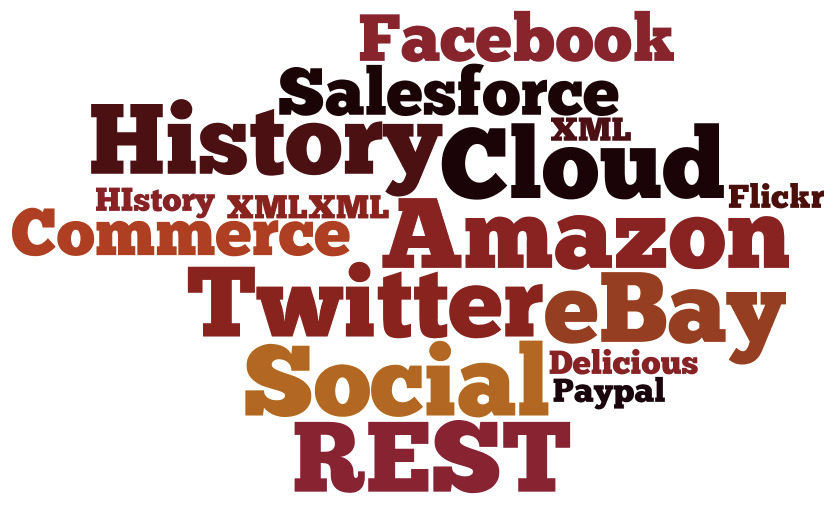 Facebook
Salesforce
History
Cloud
XML
HIstory
XMLXML
Flickr
Commerce
Amazon
Twitter
eBay
Social
Delicious
Paypal
REST